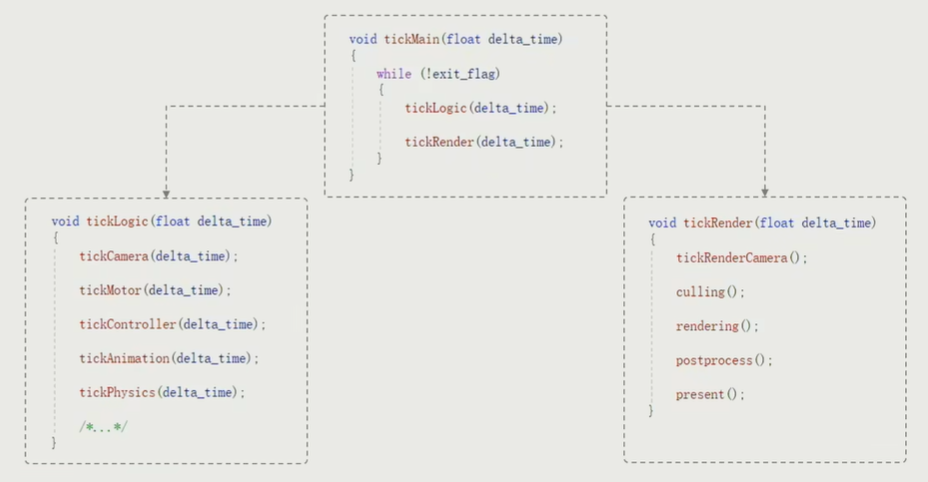 void tickMain(float delta_time)
{
while (!exit_flag)
{
tickLogic(delta_time);
tickRender(delta_time);
}
}
void tickLogic(float delta_time)
{
tickCamera(delta_time);
tickMotor(delta_time);
tickController(delta_time);
tickAnimation(delta_time);
tickPhysics(delta_time);
/*...*/
}
void tickRender(float delta_time)
{
tickRenderCamera();
culling();
rendering();
postprocess();
present();
}